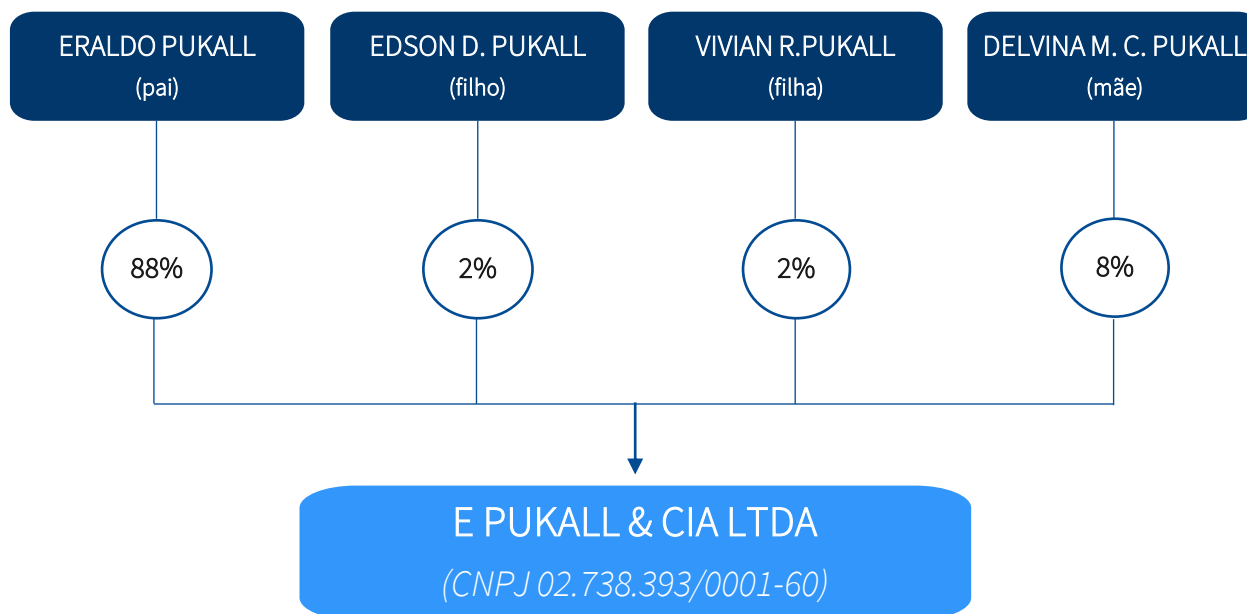 ERALDO PUKALL
(pai)
EDSON D. PUKALL
(filho)
VIVIAN R.PUKALL
(filha)
DELVINA M. C. PUKALL
(mãe)
88%
2%
2%
8%
E PUKALL & CIA LTDA
(CNPJ 02.738.393/0001-60)